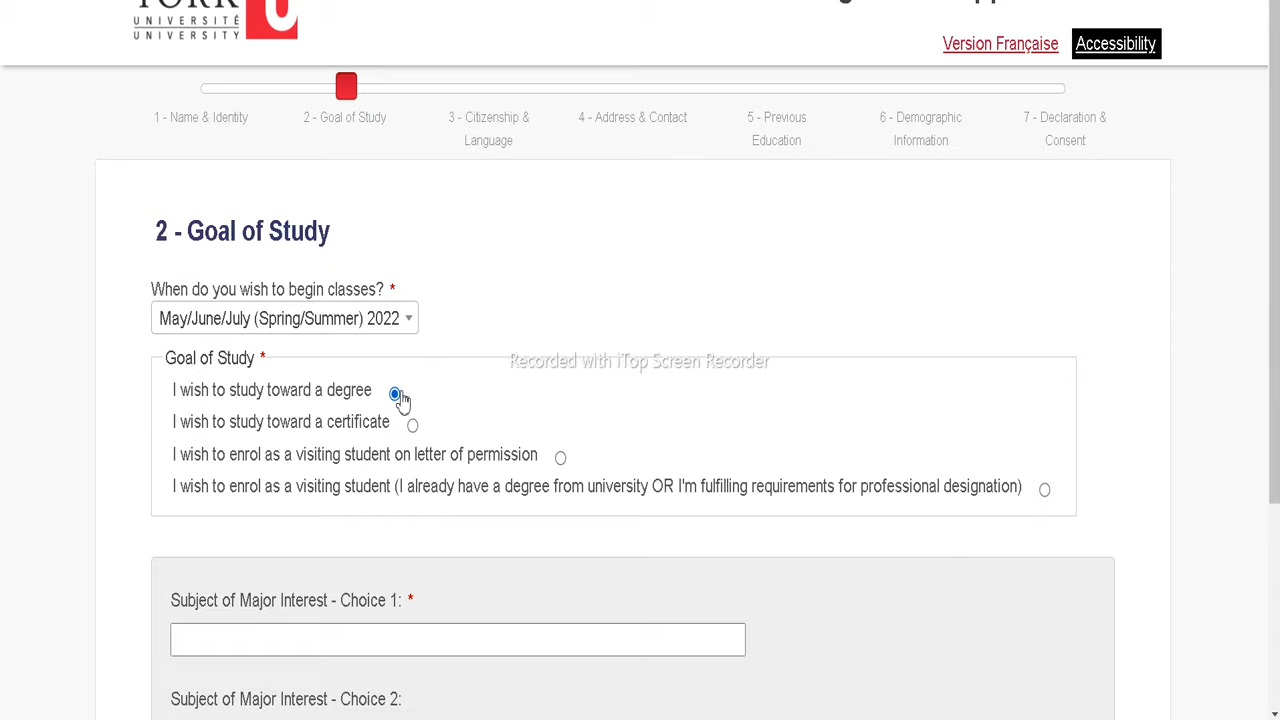 UNIVERSITÉ
UNIVERSITY
Version Française
Accessibility
1 - Name & Identity
2 - Goal of Study
3 - Citizenship &
Language
4 - Address & Contact
5 - Previous
Education
6 - Demographic
Information
7 - Declaration &
Consent
2 - Goal of Study
When do you wish to begin classes? *
May/June/July (Spring/Summer) 2022
Goal of Study *
Recorded with iTop Screen Recorder
I wish to study toward a degree
I wish to study toward a certificate
I wish to enrol as a visiting student on letter of permission
I wish to enrol as a visiting student (I already have a degree from university OR I'm fulfilling requirements for professional designation)
Subject of Major Interest - Choice 1: *
Subject of Major Interest - Choice 2: